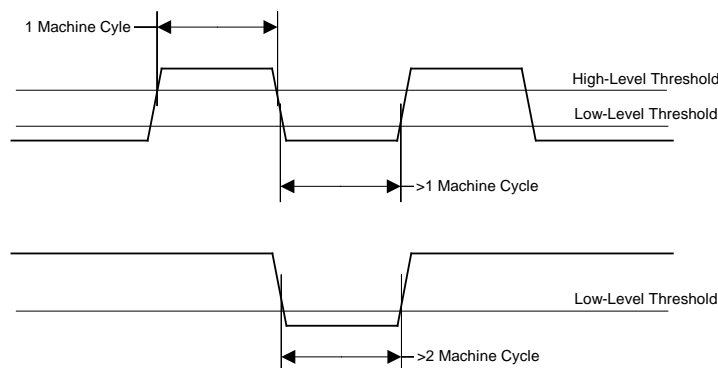 1 Machine Cyle
High-Level Threshold
Low-Level Threshold
>1 Machine Cycle
Low-Level Threshold
>2 Machine Cycle